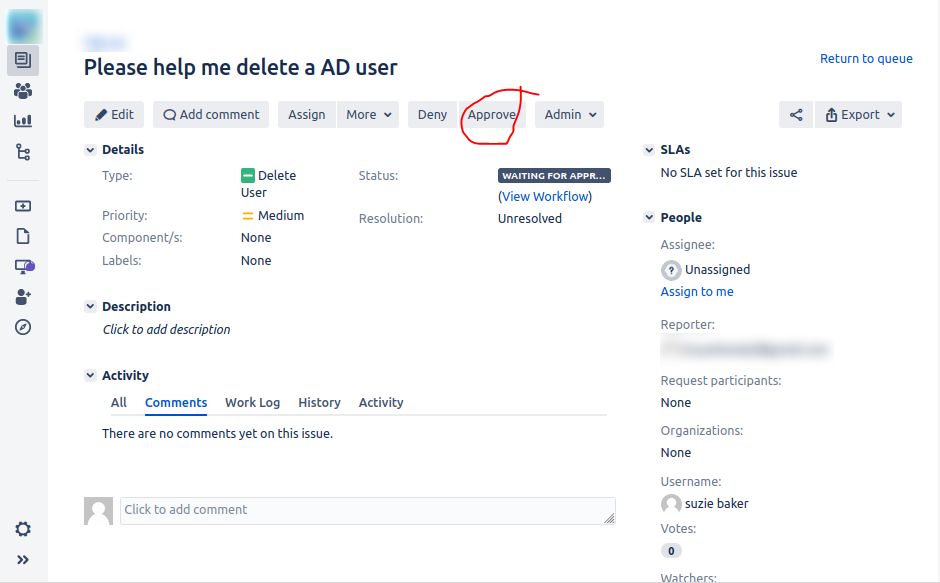 Please help me delete a AD user
Return to queue
Edit Add comment Assign More Deny Approve Admin Export
Details
Type: Delete User
Status: WAITING FOR APPR...
(View Workflow)
Priority: Medium
Resolution: Unresolved
Component/s: None
Labels: None
Description
Click to add description
Activity
All Comments Work Log History Activity
There are no comments yet on this issue.
Click to add comment
SLAs
No SLA set for this issue
People
Assignee:
? Unassigned
Assign to me
Reporter:
Request participants:
None
Organizations:
None
Username:
suzie baker
Votes:
0
Watchers: